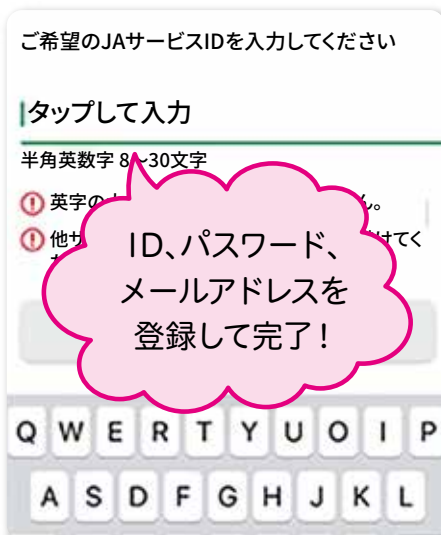 ご希望のJAサービスIDを入力してください
タップして入力
半角英数字 8～30文字
英字の
ん。
他サ
けてく
ID、パスワード、
メールアドレスを
登録して完了！
Q W E R T Y U O I P
A S D F G H J K L